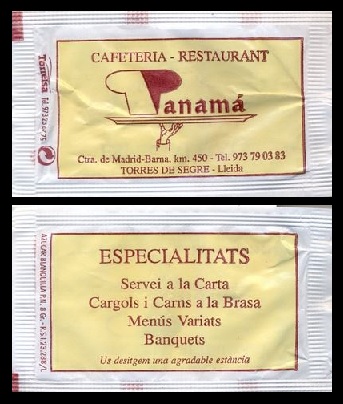 CAFETERIA - RESTAURANT
Panamá
Ctra. de Madrid-Barna. km. 450 - Tel. 973 79 03 83
TORRES DE SEGRE - Lleida
Tamisa
ESPECIALITATS
Servei a la Carta
Cargols i Carns a la Brasa
Menús Variats
Banquets
Us desitgem una agradable estància